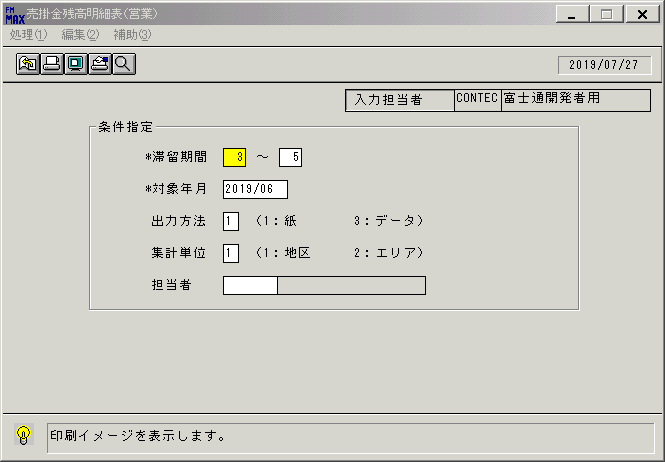 FM MAX 売掛金残高明細表(営業)
処理(1) 編集(2) 補助(3)
2019/07/27
入力担当者 CONTEC 富士通開発者用
条件指定
*滞留期間 3 ～ 5
*対象年月 2019/06
出力方法 1 (1:紙 3:データ)
集計単位 1 (1:地区 2:エリア)
担当者
印刷イメージを表示します。